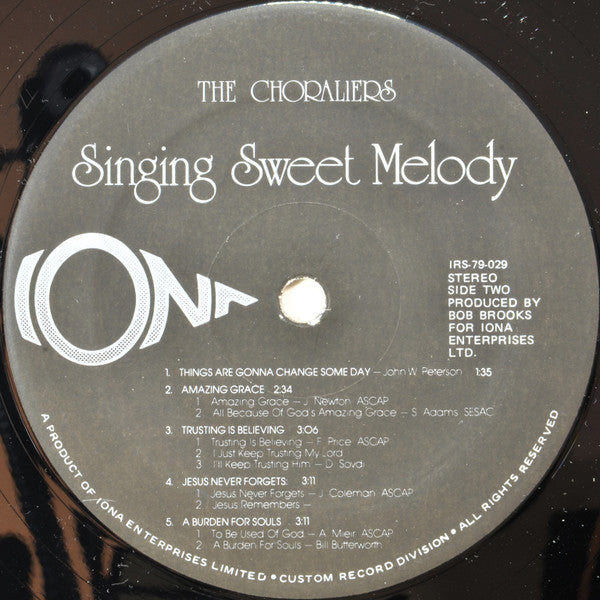 THE CHORALIERS
Singing Sweet Melody
IONA
IRS-79-029
STEREO
SIDE TWO
PRODUCED BY
BOB BROOKS
FOR IONA
ENTERPRISES
LTD.
1. THINGS ARE GONNA CHANGE SOME DAY – John W. Peterson 1:35
2. AMAZING GRACE 2:34
1 Amazing Grace – J. Newton ASCAP
2 All Because Of God's Amazing Grace – S. Adams SESAC
3. TRUSTING IS BELIEVING 3:06
1 Trusting Is Believing – F. Price ASCAP
2 I Just Keep Trusting My Lord
3 I'll Keep Trusting Him – D. Sovai
4. JESUS NEVER FORGETS: 3:11
1 Jesus Never Forgets – J. Coleman ASCAP
2 Jesus Remembers –
5. A BURDEN FOR SOULS 3:11
1 To Be Used Of God – A. Mieir ASCAP
2 A Burden For Souls – Bill Butterworth
A PRODUCT OF IONA ENTERPRISES LIMITED • CUSTOM RECORD DIVISION • ALL RIGHTS RESERVED